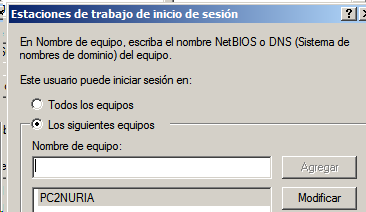 Estaciones de trabajo de inicio de sesión
En Nombre de equipo, escriba el nombre NetBIOS o DNS (Sistema de
nombres de dominio) del equipo.
Este usuario puede iniciar sesión en:
Todos los equipos
Los siguientes equipos
Nombre de equipo:
Agregar
PC2NURIA
Modificar